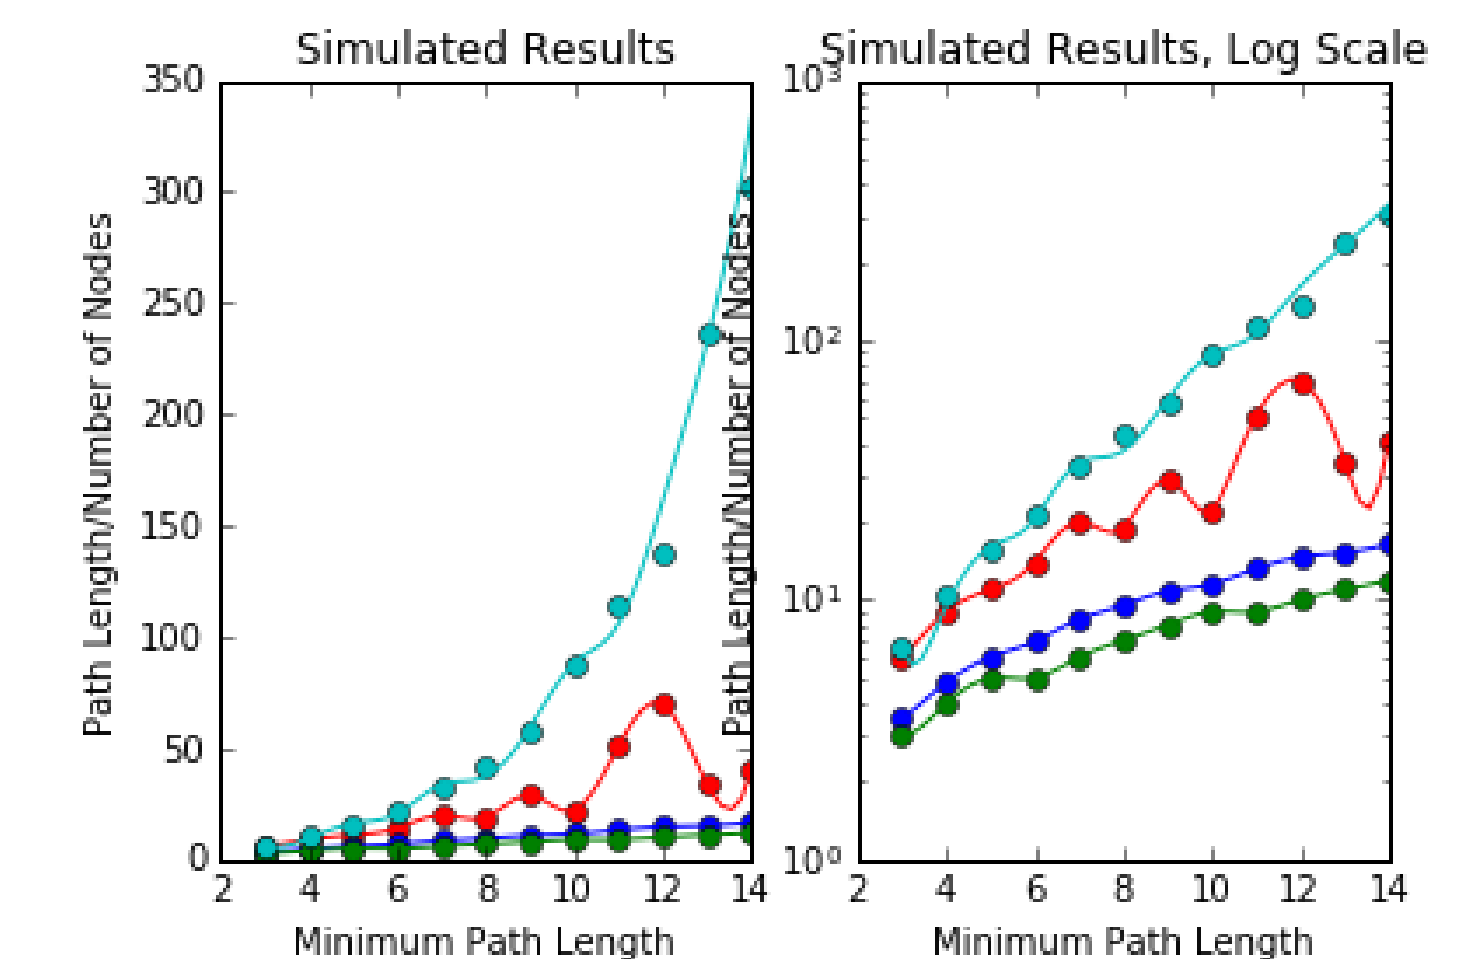 Simulated Results
350
300
250
200
150
100
50
0
Path Length/Number of Nodes
2 4 6 8 10 12 14
Minimum Path Length
Simulated Results, Log Scale
10³
10²
10¹
10⁰
Path Length/Number of Nodes
2 4 6 8 10 12 14
Minimum Path Length